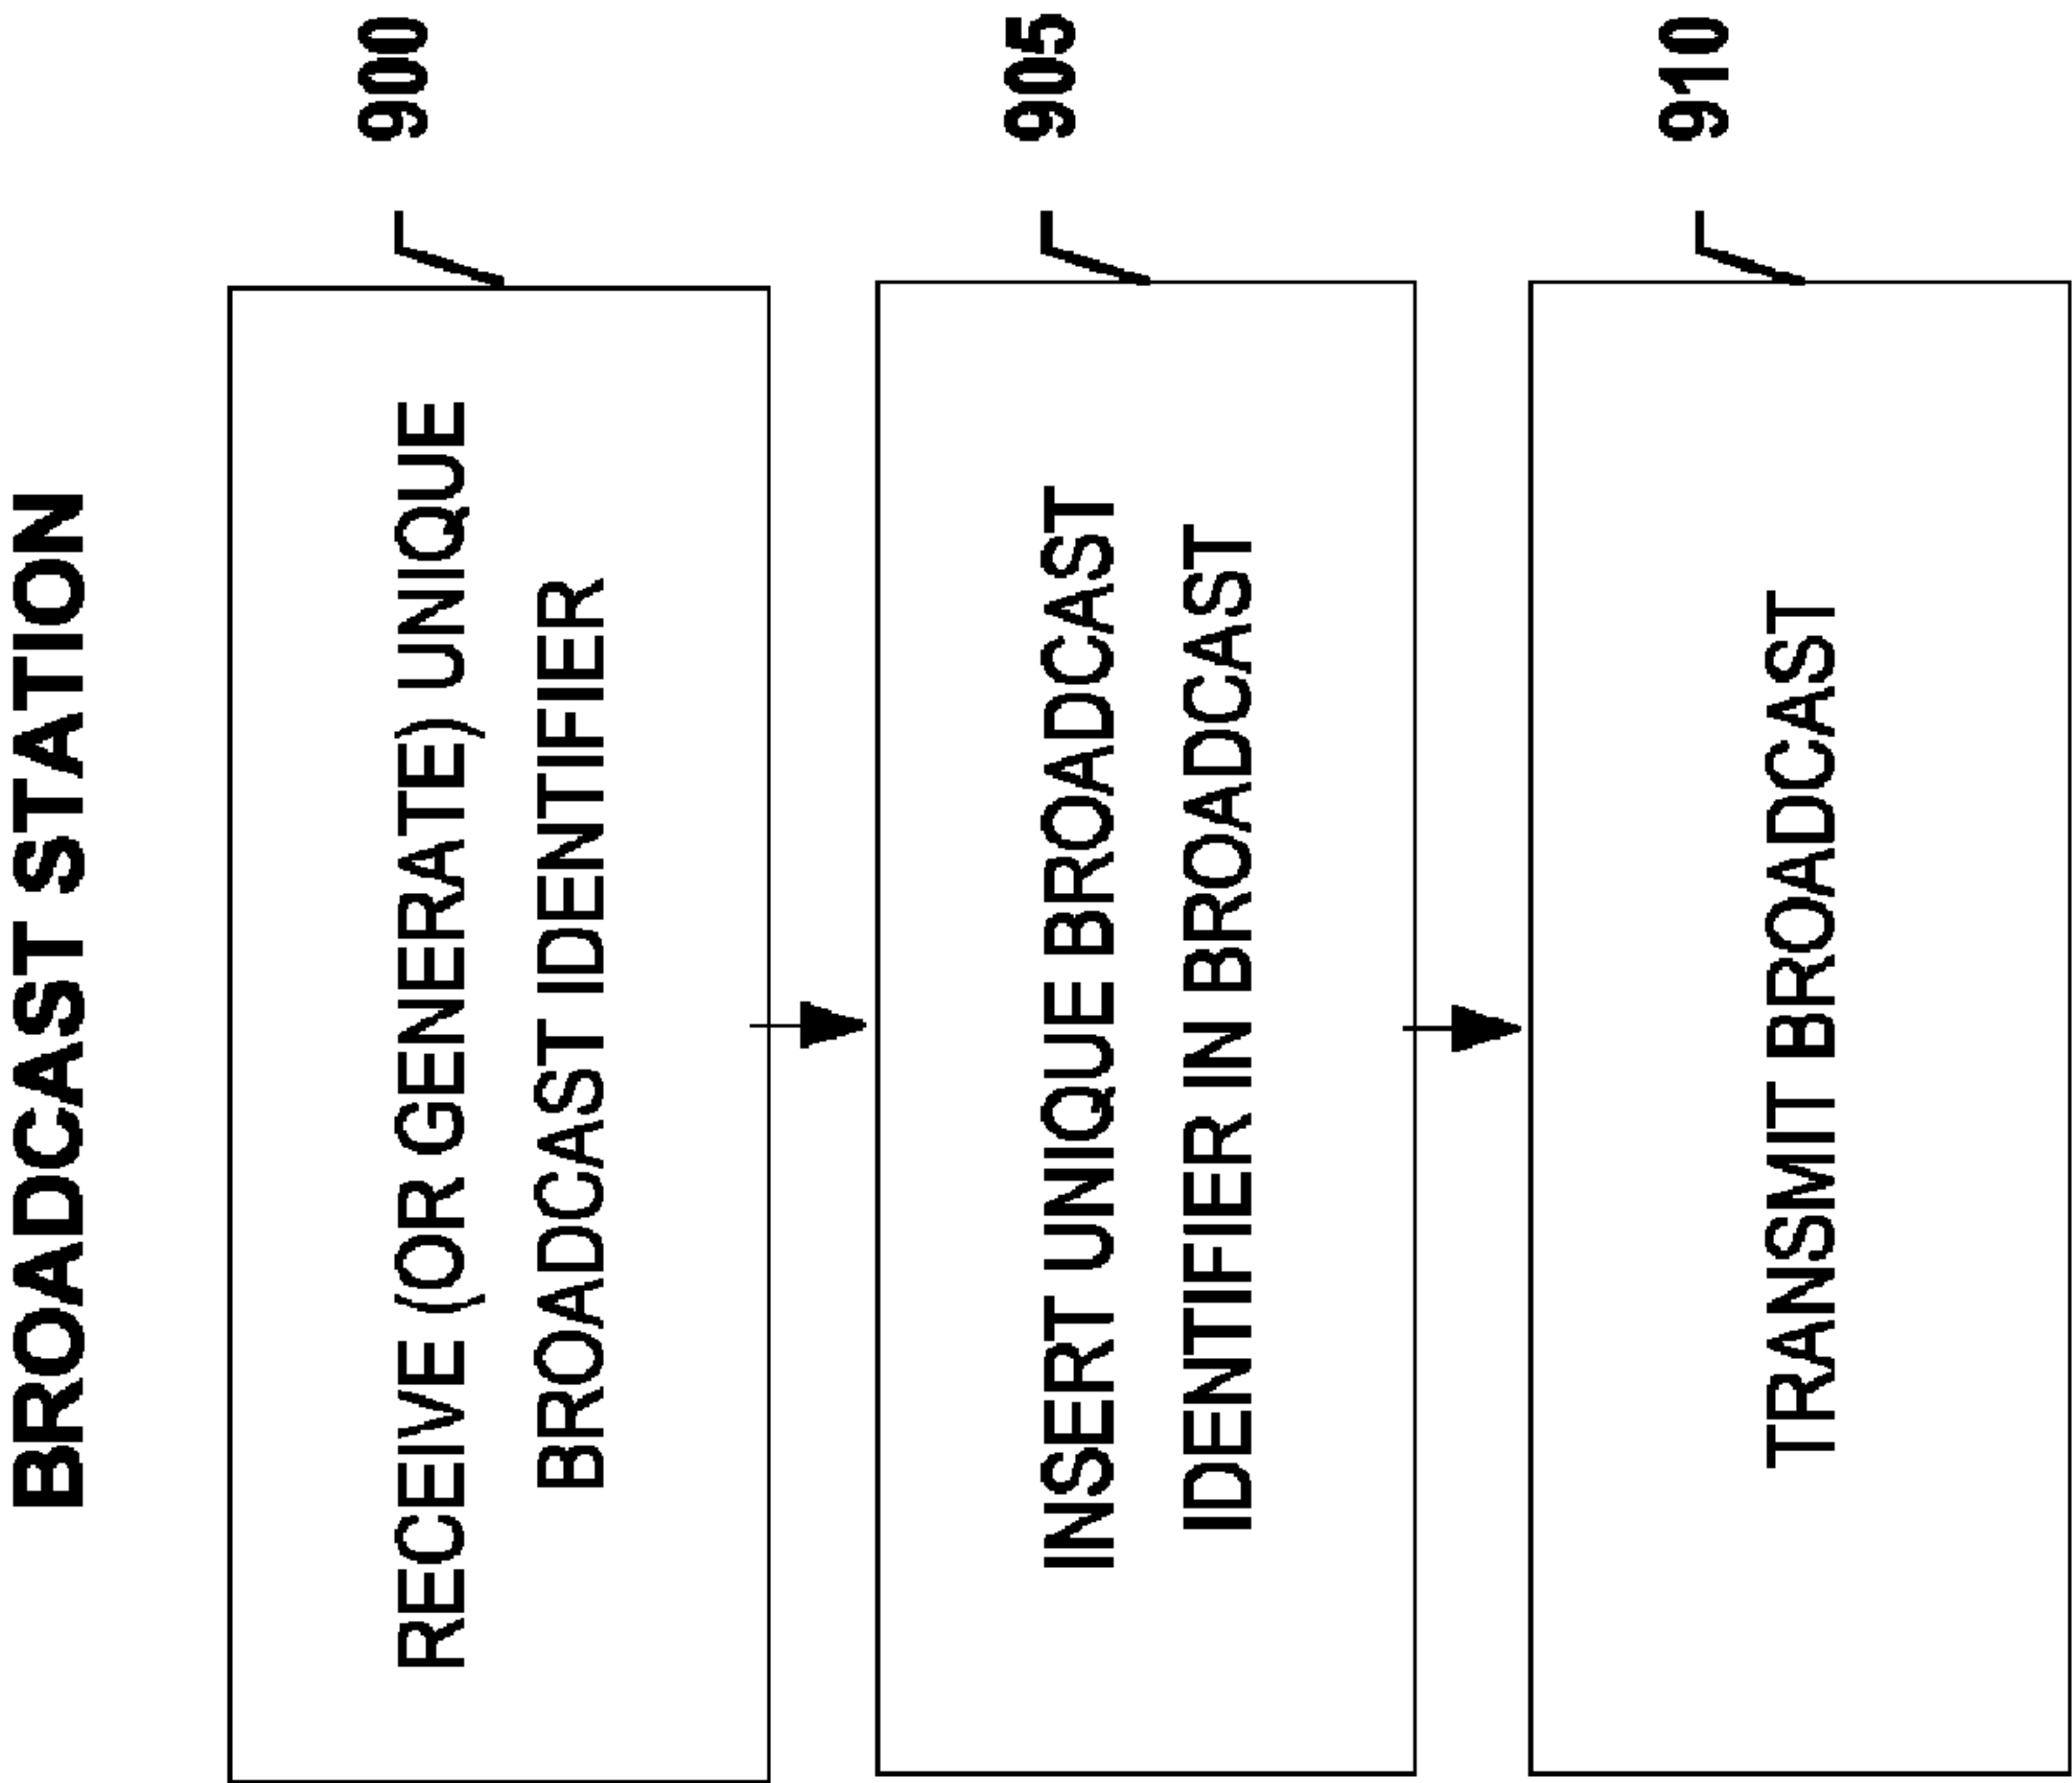 BROADCAST STATION
900
RECEIVE (OR GENERATE) UNIQUE
BROADCAST IDENTIFIER
905
INSERT UNIQUE BROADCAST
IDENTIFIER IN BROADCAST
910
TRANSMIT BROADCAST